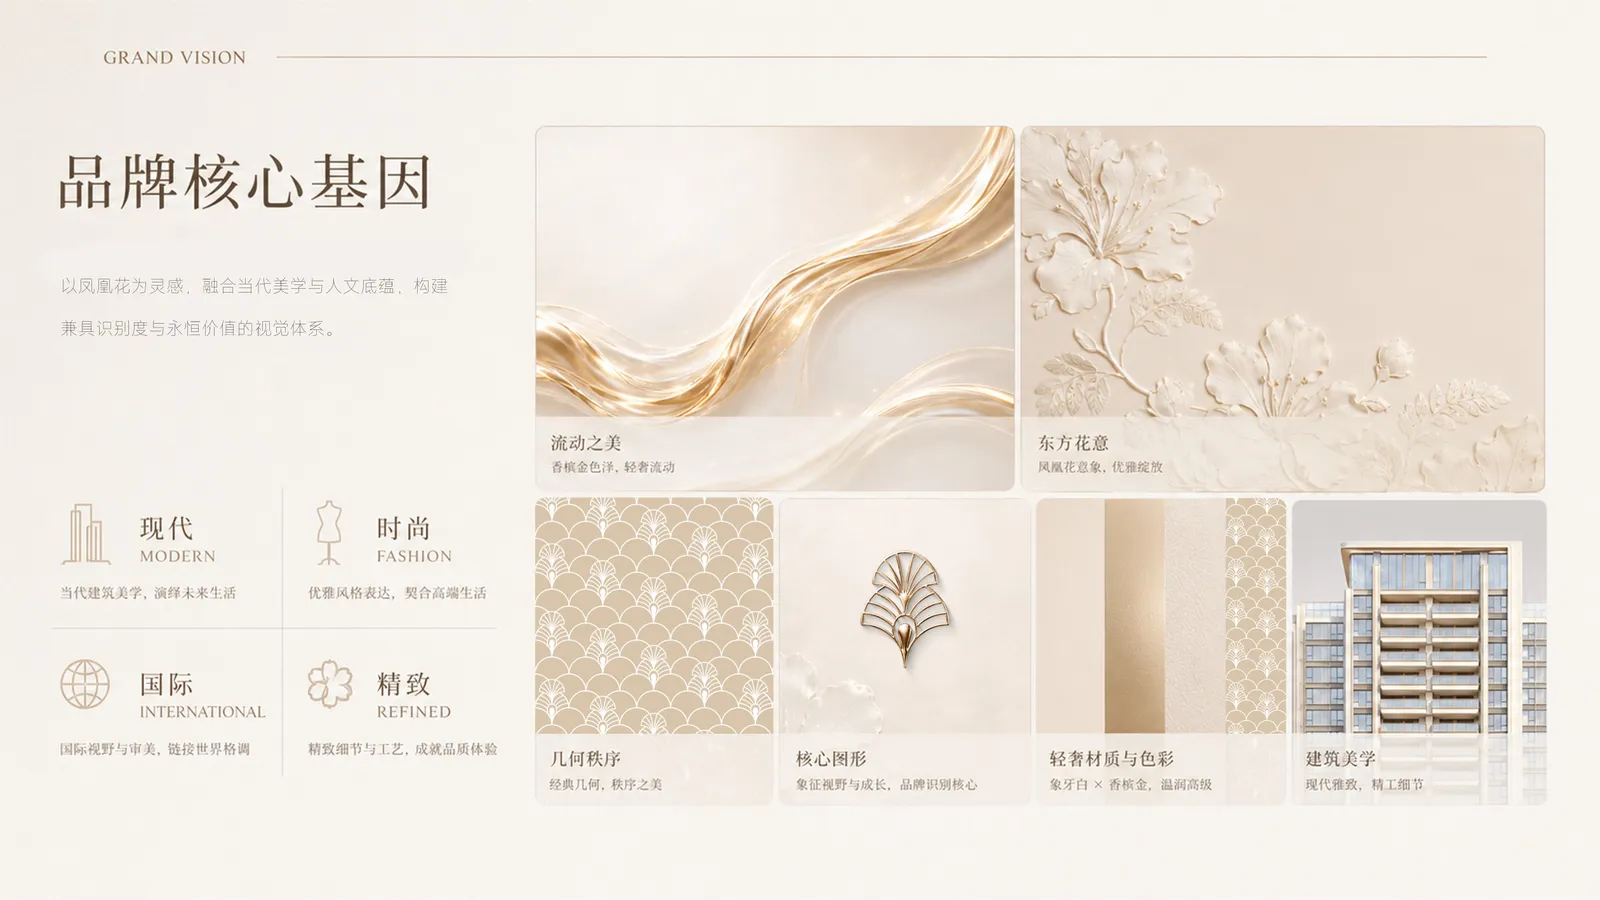 GRAND VISION
品牌核心基因
以凤凰花为灵感，融合当代美学与人文底蕴，构建
兼具识别度与永恒价值的视觉体系。
现代
MODERN
当代建筑美学，演绎未来生活
时尚
FASHION
优雅风格表达，契合高端生活
国际
INTERNATIONAL
国际视野与审美，链接世界格调
精致
REFINED
精致细节与工艺，成就品质体验
流动之美
香槟金色泽，轻奢流动
东方花意
凤凰花意象，优雅绽放
几何秩序
经典几何，秩序之美
核心图形
象征视野与成长，品牌识别核心
轻奢材质与色彩
象牙白 × 香槟金，温润高级
建筑美学
现代雅致，精工细节